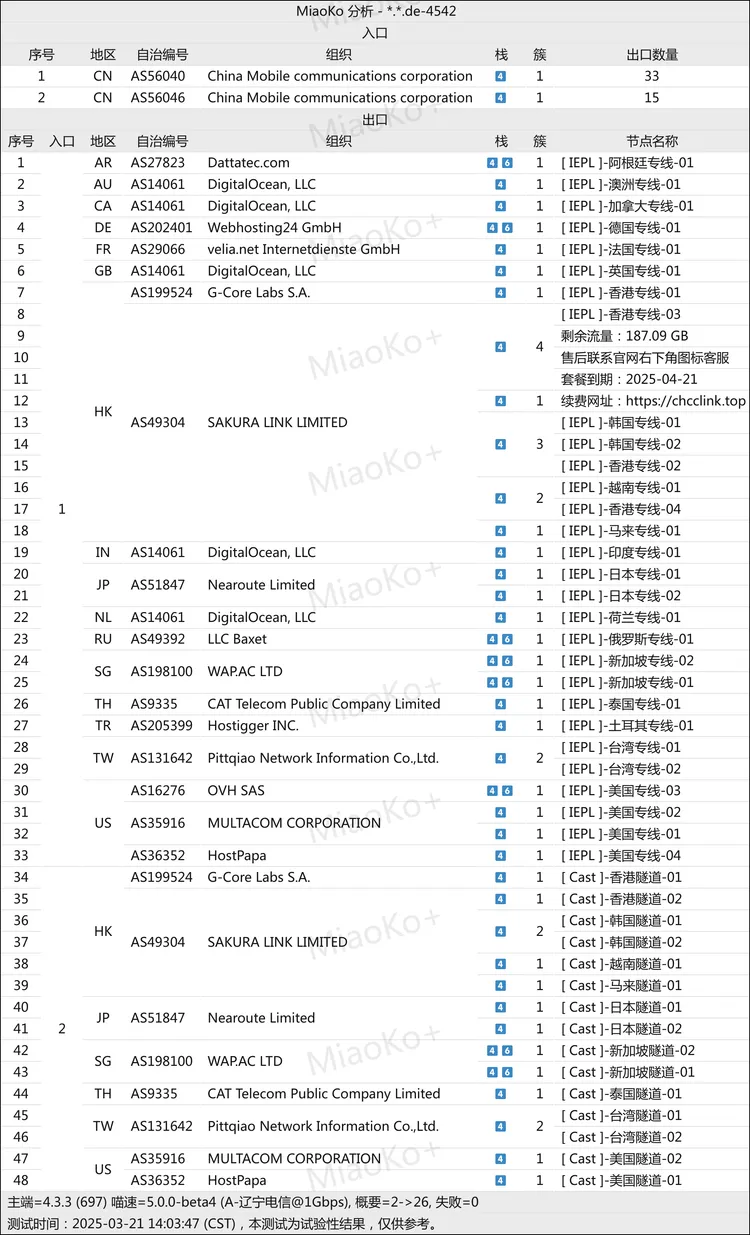 MiaoKo 分析 - *.*.de-4542
入口
序号 地区 自治编号 组织 栈 簇 出口数量
1 CN AS56040 China Mobile communications corporation 4 1 33
2 CN AS56046 China Mobile communications corporation 4 1 15
出口
序号 入口 地区 自治编号 组织 栈 簇 节点名称
1 AR AS27823 Dattatec.com 4 6 1 [ IEPL ]-阿根廷专线-01
2 AU AS14061 DigitalOcean, LLC 4 1 [ IEPL ]-澳洲专线-01
3 CA AS14061 DigitalOcean, LLC 4 1 [ IEPL ]-加拿大专线-01
4 DE AS202401 Webhosting24 GmbH 4 6 1 [ IEPL ]-德国专线-01
5 FR AS29066 velia.net Internetdienste GmbH 4 1 [ IEPL ]-法国专线-01
6 GB AS14061 DigitalOcean, LLC 4 1 [ IEPL ]-英国专线-01
7 AS199524 G-Core Labs S.A. 4 1 [ IEPL ]-香港专线-01
8 [ IEPL ]-香港专线-03
9 剩余流量：187.09 GB
4 4
10 售后联系官网右下角图标客服
11 套餐到期：2025-04-21
12 4 1 续费网址：https://chcclink.top
HK
13 AS49304 SAKURA LINK LIMITED [ IEPL ]-韩国专线-01
14 4 3 [ IEPL ]-韩国专线-02
15 [ IEPL ]-香港专线-02
16 [ IEPL ]-越南专线-01
4 2
17 1 [ IEPL ]-香港专线-04
18 4 1 [ IEPL ]-马来专线-01
19 IN AS14061 DigitalOcean, LLC 4 1 [ IEPL ]-印度专线-01
20 4 1 [ IEPL ]-日本专线-01
JP AS51847 Nearoute Limited
21 4 1 [ IEPL ]-日本专线-02
22 NL AS14061 DigitalOcean, LLC 4 1 [ IEPL ]-荷兰专线-01
23 RU AS49392 LLC Baxet 4 6 1 [ IEPL ]-俄罗斯专线-01
24 4 6 1 [ IEPL ]-新加坡专线-02
SG AS198100 WAP.AC LTD
25 4 6 1 [ IEPL ]-新加坡专线-01
26 TH AS9335 CAT Telecom Public Company Limited 4 1 [ IEPL ]-泰国专线-01
27 TR AS205399 Hostigger INC. 4 1 [ IEPL ]-土耳其专线-01
28 [ IEPL ]-台湾专线-01
TW AS131642 Pittqiao Network Information Co.,Ltd. 4 2
29 [ IEPL ]-台湾专线-02
30 AS16276 OVH SAS 4 6 1 [ IEPL ]-美国专线-03
31 4 1 [ IEPL ]-美国专线-02
US AS35916 MULTACOM CORPORATION
32 4 1 [ IEPL ]-美国专线-01
33 AS36352 HostPapa 4 1 [ IEPL ]-美国专线-04
34 AS199524 G-Core Labs S.A. 4 1 [ Cast ]-香港隧道-01
35 4 1 [ Cast ]-香港隧道-02
36 [ Cast ]-韩国隧道-01
HK 4 2
37 AS49304 SAKURA LINK LIMITED [ Cast ]-韩国隧道-02
38 4 1 [ Cast ]-越南隧道-01
39 4 1 [ Cast ]-马来隧道-01
40 4 1 [ Cast ]-日本隧道-01
JP AS51847 Nearoute Limited
41 2 4 1 [ Cast ]-日本隧道-02
42 4 6 1 [ Cast ]-新加坡隧道-02
SG AS198100 WAP.AC LTD
43 4 6 1 [ Cast ]-新加坡隧道-01
44 TH AS9335 CAT Telecom Public Company Limited 4 1 [ Cast ]-泰国隧道-01
45 [ Cast ]-台湾隧道-01
TW AS131642 Pittqiao Network Information Co.,Ltd. 4 2
46 [ Cast ]-台湾隧道-02
47 AS35916 MULTACOM CORPORATION 4 1 [ Cast ]-美国隧道-02
US
48 AS36352 HostPapa 4 1 [ Cast ]-美国隧道-01
主端=4.3.3 (697) 喵速=5.0.0-beta4 (A-辽宁电信@1Gbps), 概要=2->26, 失败=0
测试时间：2025-03-21 14:03:47 (CST)，本测试为试验性结果，仅供参考。
MiaoKo+
MiaoKo+
MiaoKo+
MiaoKo+
MiaoKo+
MiaoKo+
MiaoKo+
MiaoKo+
MiaoKo+
MiaoKo+